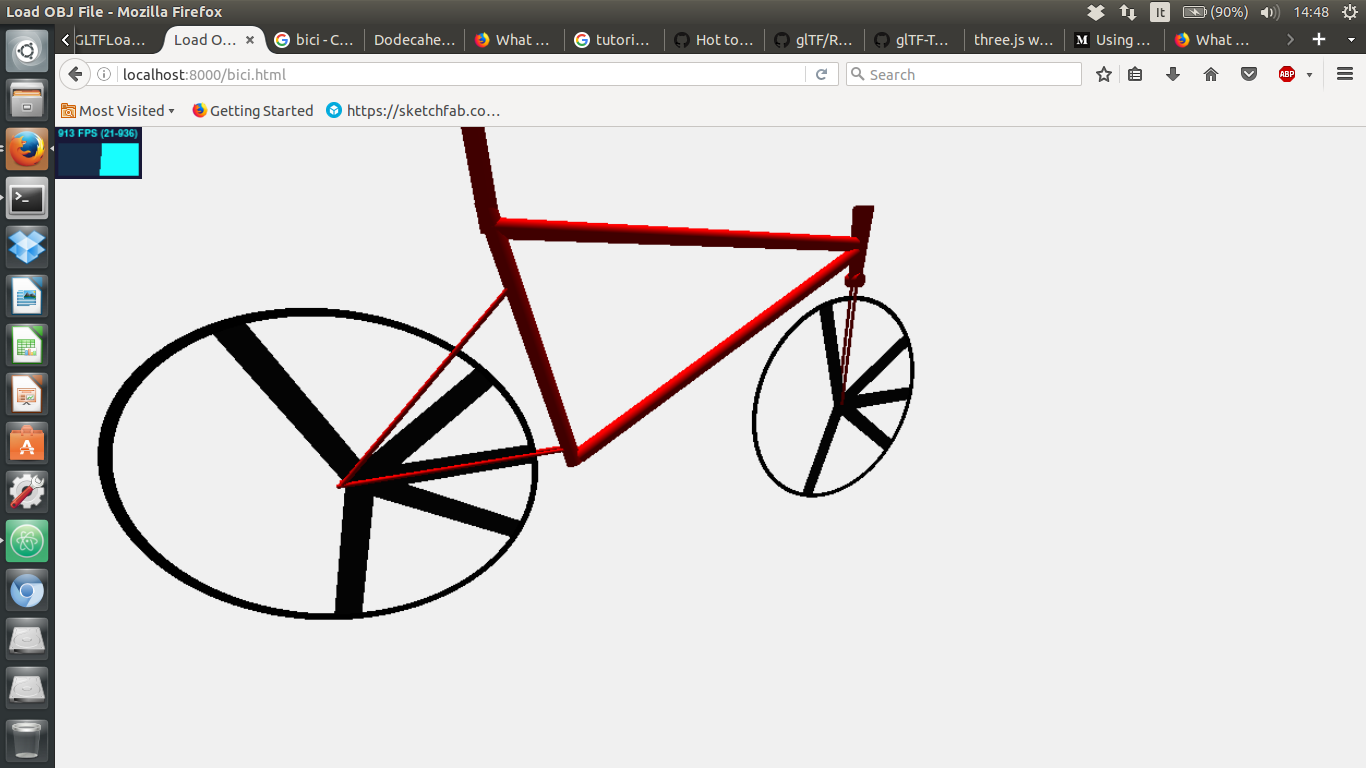 Load OBJ File - Mozilla Firefox It (90%) 14:48
GLTFLoa... Load O... bici - C... Dodecahe... What ... tutori... Hot to... glTF/R... glTF-T... three.js w... M Using ... What ...
localhost:8000/bici.html Search ABP
Most Visited Getting Started https://sketchfab.co...
913 FPS (21-936)